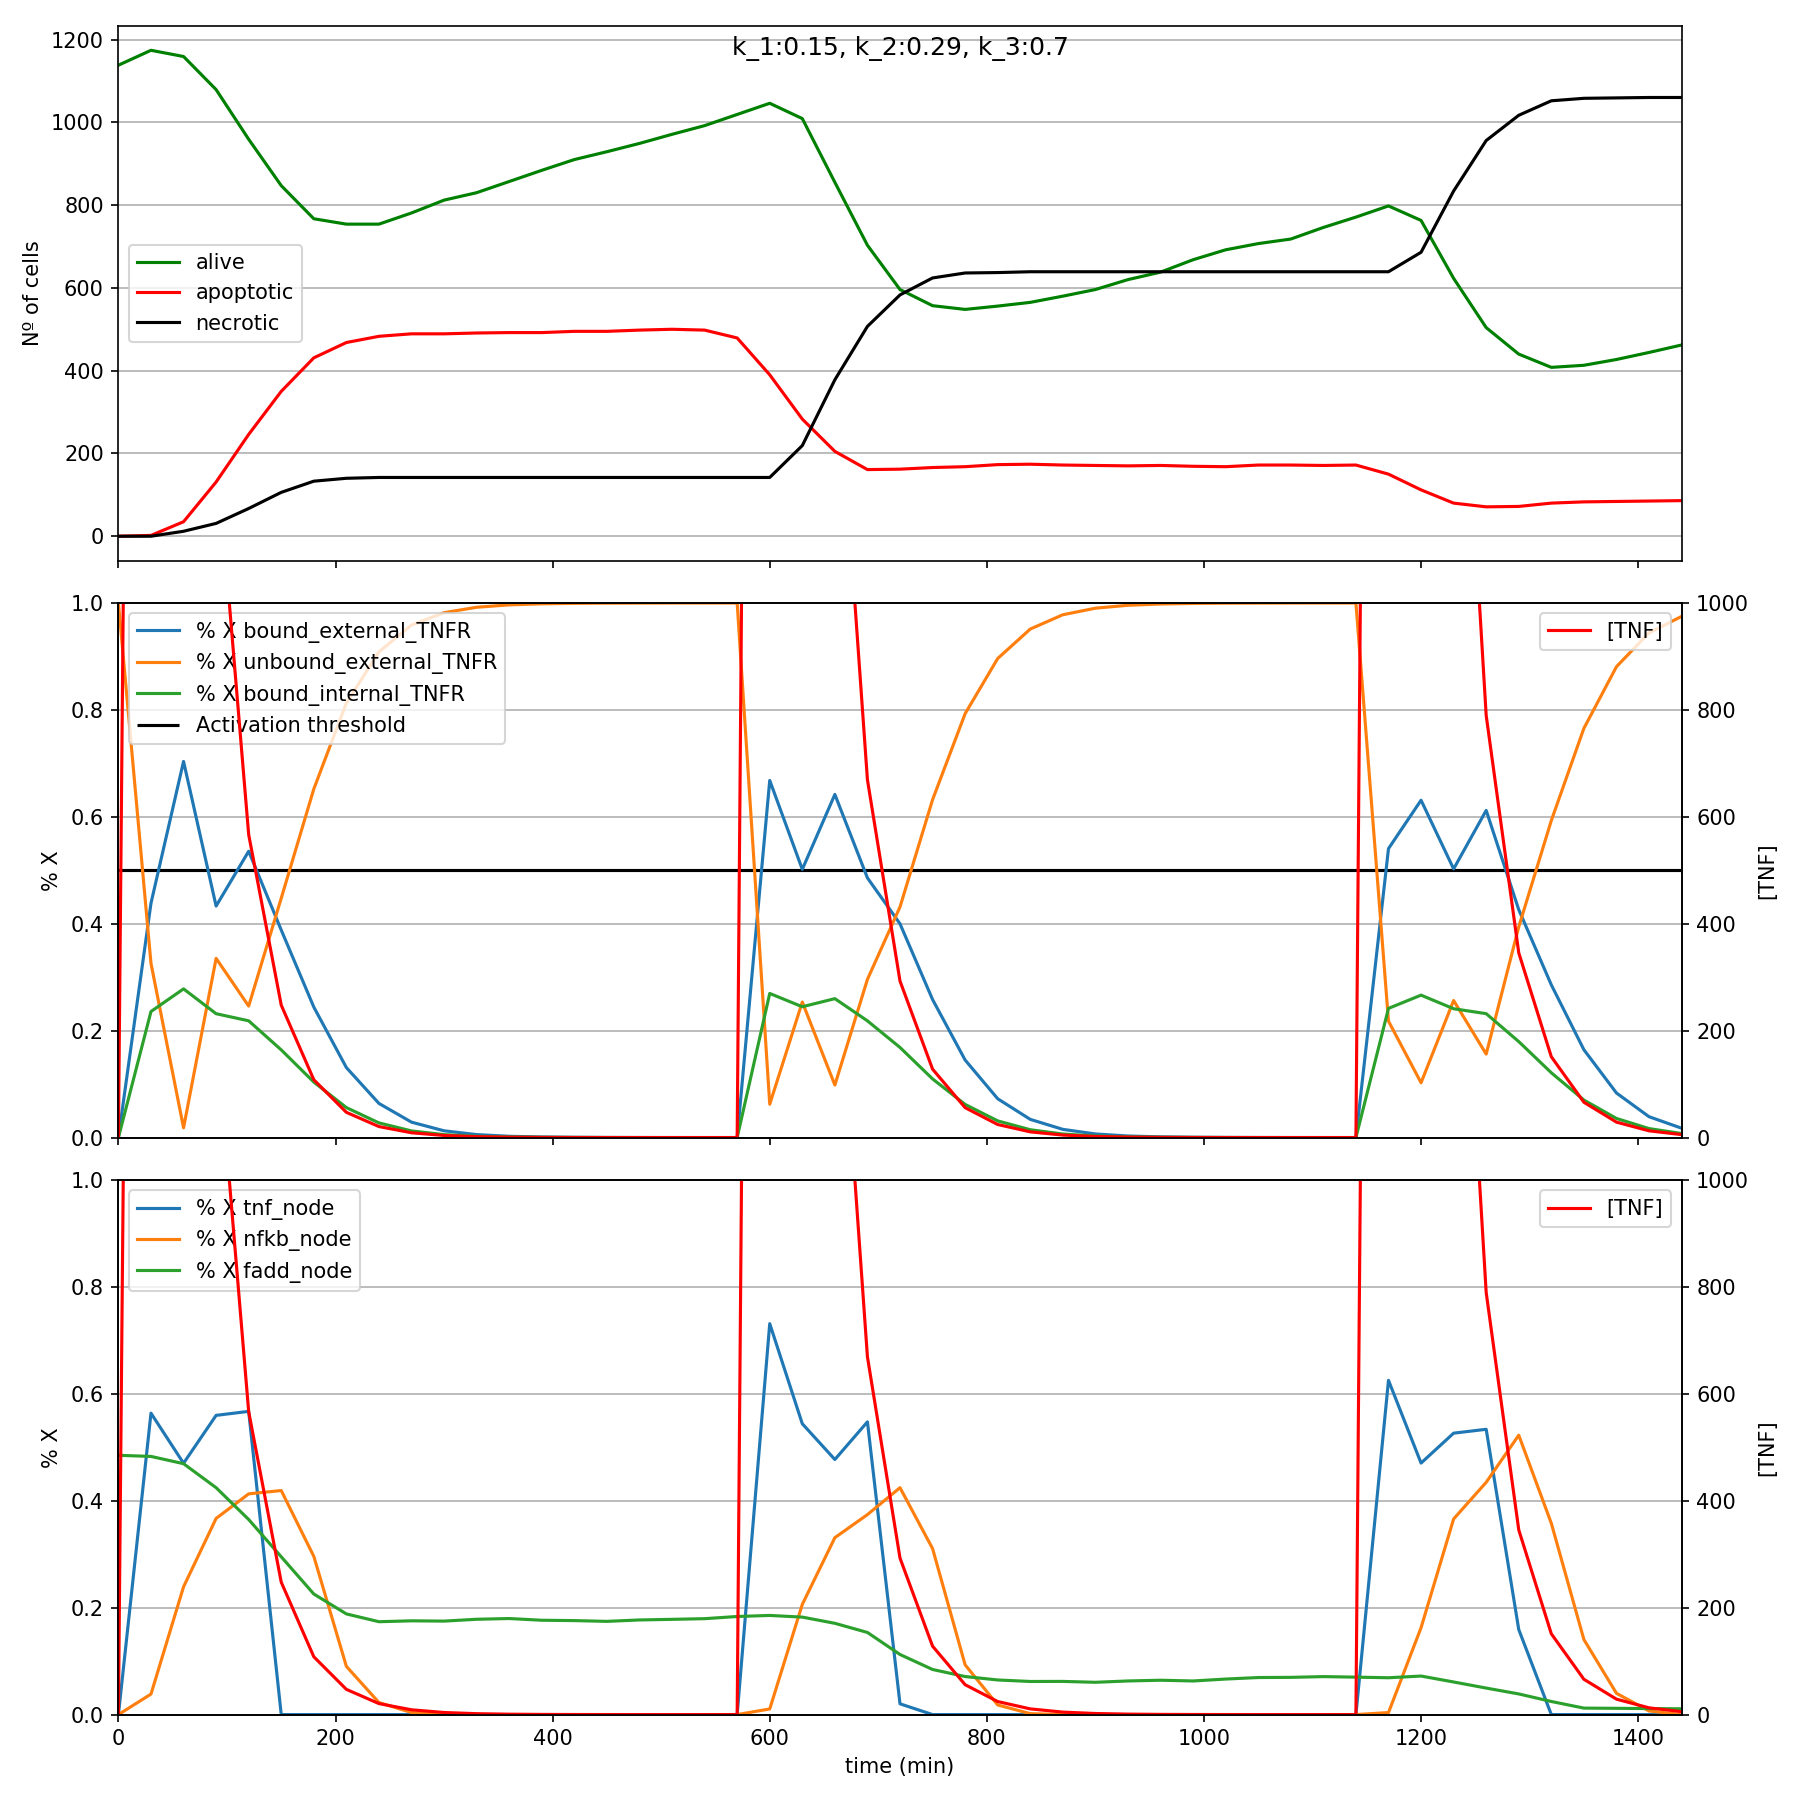 k_1:0.15, k_2:0.29, k_3:0.7
1200
1000
800
600
400
200
0
Nº of cells
alive
apoptotic
necrotic
1.0
0.8
0.6
0.4
0.2
0.0
% X
% X bound_external_TNFR
% X unbound_external_TNFR
% X bound_internal_TNFR
Activation threshold
[TNF]
1000
800
600
400
200
0
[TNF]
1.0
0.8
0.6
0.4
0.2
0.0
% X
% X tnf_node
% X nfkb_node
% X fadd_node
[TNF]
1000
800
600
400
200
0
[TNF]
0 200 400 600 800 1000 1200 1400
time (min)